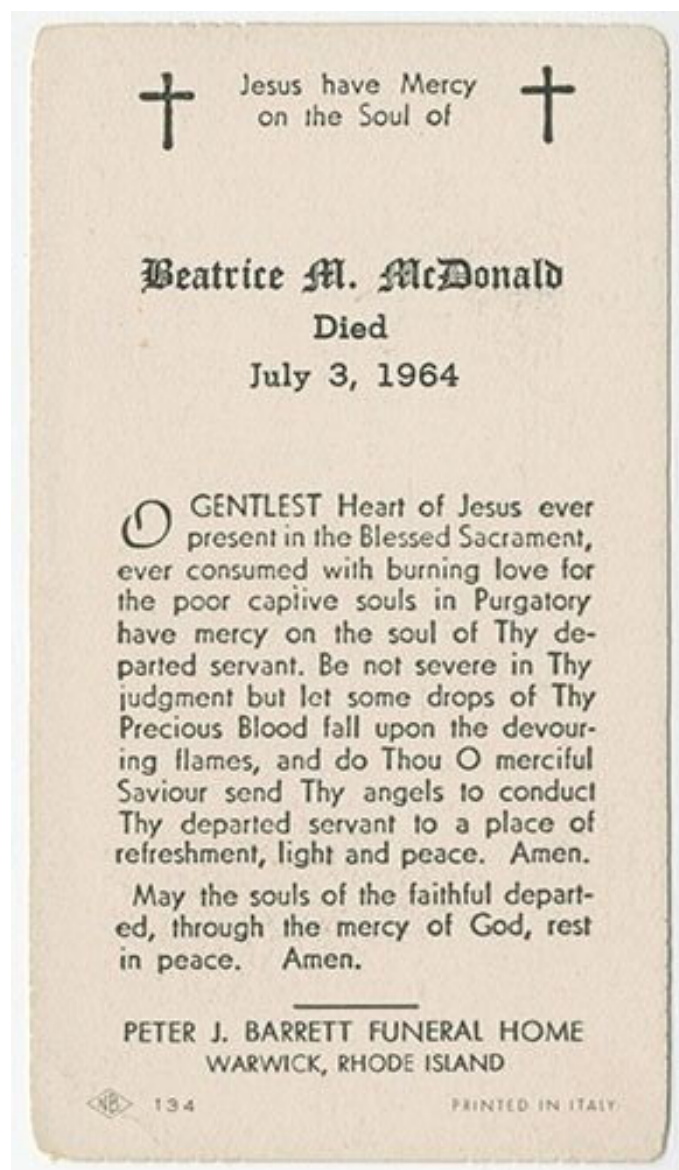 Jesus have Mercy
on the Soul of
Beatrice M. McDonald
Died
July 3, 1964
O GENTLEST Heart of Jesus ever
present in the Blessed Sacrament,
ever consumed with burning love for
the poor captive souls in Purgatory
have mercy on the soul of Thy de-
parted servant. Be not severe in Thy
judgment but let some drops of Thy
Precious Blood fall upon the devour-
ing flames, and do Thou O merciful
Saviour send Thy angels to conduct
Thy departed servant to a place of
refreshment, light and peace. Amen.
May the souls of the faithful depart-
ed, through the mercy of God, rest
in peace. Amen.
PETER J. BARRETT FUNERAL HOME
WARWICK, RHODE ISLAND
NB 134
PRINTED IN ITALY